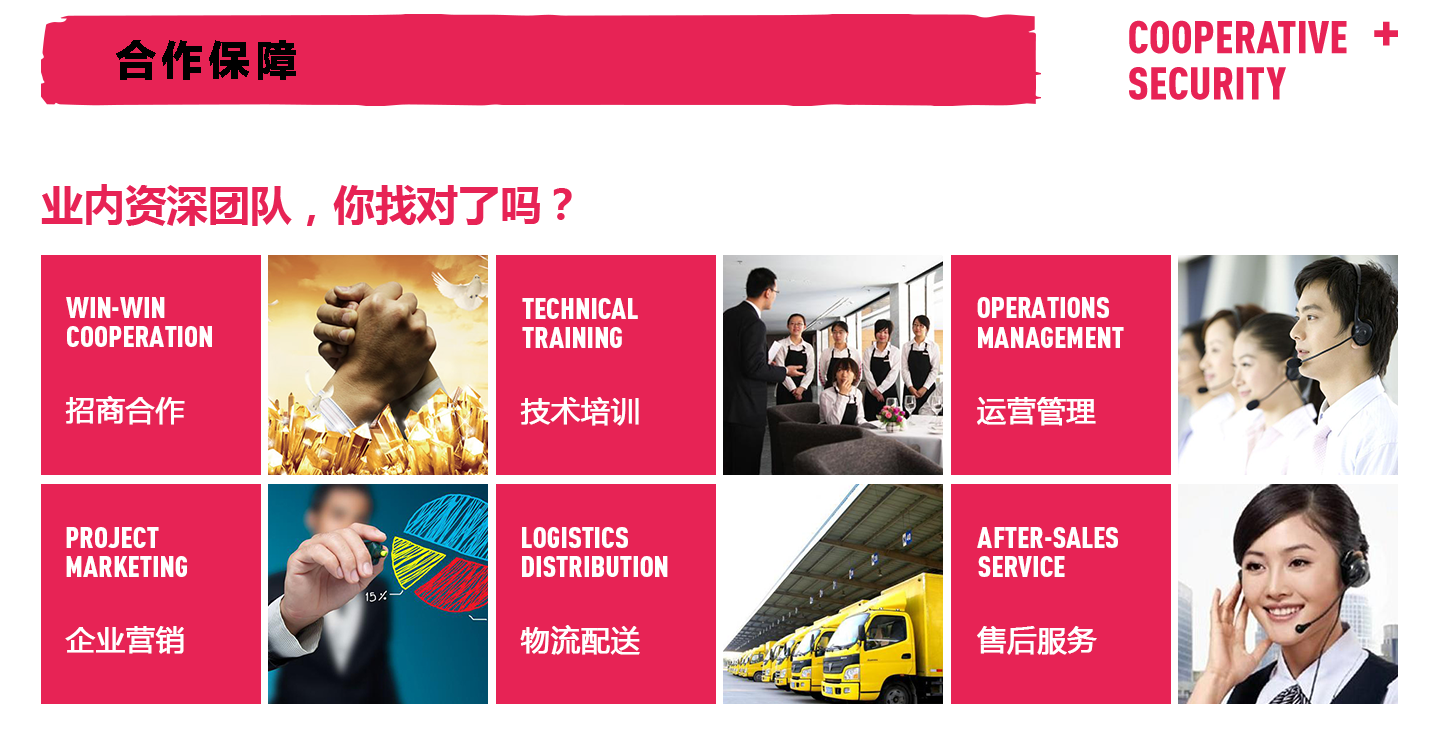 合作保障
COOPERATIVE +
SECURITY
业内资深团队，你找对了吗？
WIN-WIN
COOPERATION
招商合作
TECHNICAL
TRAINING
技术培训
OPERATIONS
MANAGEMENT
运营管理
PROJECT
MARKETING
企业营销
15%
LOGISTICS
DISTRIBUTION
物流配送
AFTER-SALES
SERVICE
售后服务